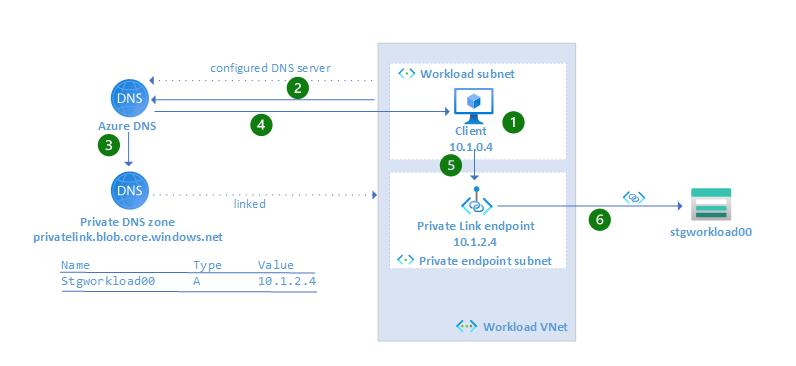 configured DNS server
2
Workload subnet
DNS
Azure DNS
4
1
Client
10.1.0.4
3
5
DNS
linked
Private DNS zone
privatelink.blob.core.windows.net
Private Link endpoint
10.1.2.4
6
stgworkload00
Private endpoint subnet
Name Type Value
Stgworkload00 A 10.1.2.4
Workload VNet